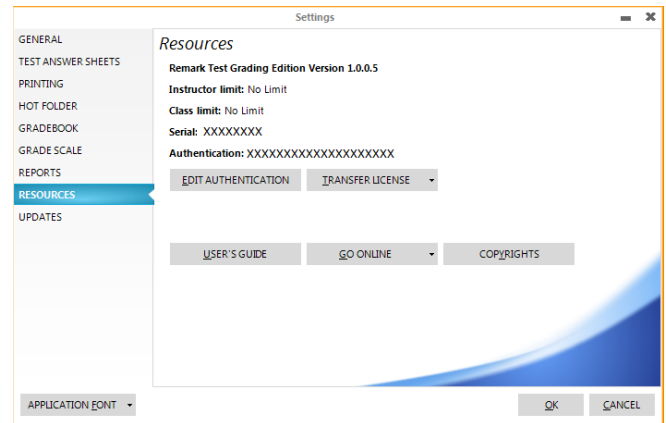 Settings
GENERAL
TEST ANSWER SHEETS
PRINTING
HOT FOLDER
GRADEBOOK
GRADE SCALE
REPORTS
RESOURCES
UPDATES
Resources
Remark Test Grading Edition Version 1.0.0.5
Instructor limit: No Limit
Class limit: No Limit
Serial: XXXXXXXX
Authentication: XXXXXXXXXXXXXXXXXXXX
EDIT AUTHENTICATION TRANSFER LICENSE
USER'S GUIDE GO ONLINE COPYRIGHTS
APPLICATION FONT OK CANCEL